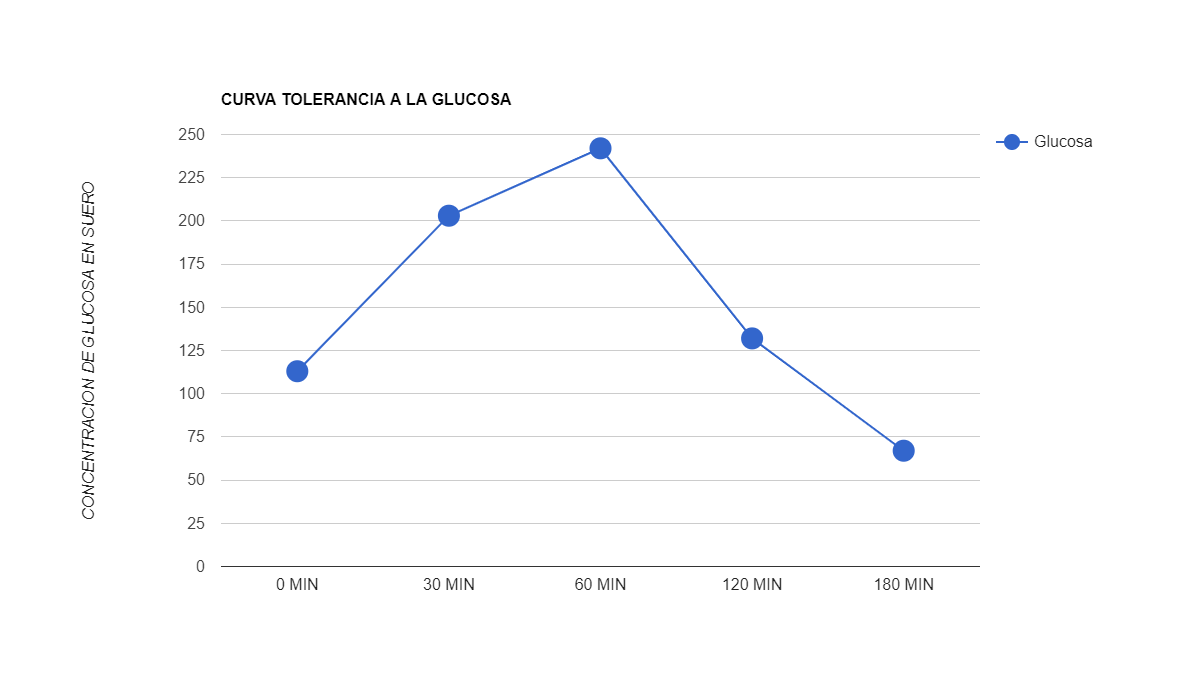 CURVA TOLERANCIA A LA GLUCOSA
250
225
200
175
150
125
100
75
50
25
0
CONCENTRACION DE GLUCOSA EN SUERO
0 MIN
30 MIN
60 MIN
120 MIN
180 MIN
Glucosa